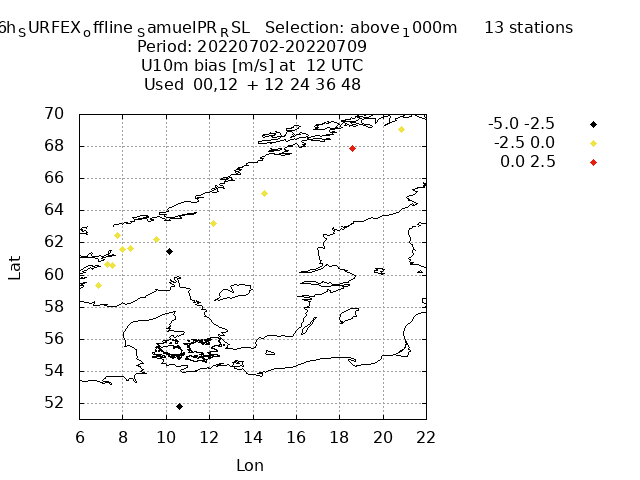 6h_SURFEX_offline_SamuelPR_RSL Selection: above_1000m 13 stations
Period: 20220702-20220709
U10m bias [m/s] at 12 UTC
Used 00,12 + 12 24 36 48
-5.0 -2.5
-2.5 0.0
0.0 2.5
70
68
66
64
62
60
58
56
54
52
Lat
6 8 10 12 14 16 18 20 22
Lon